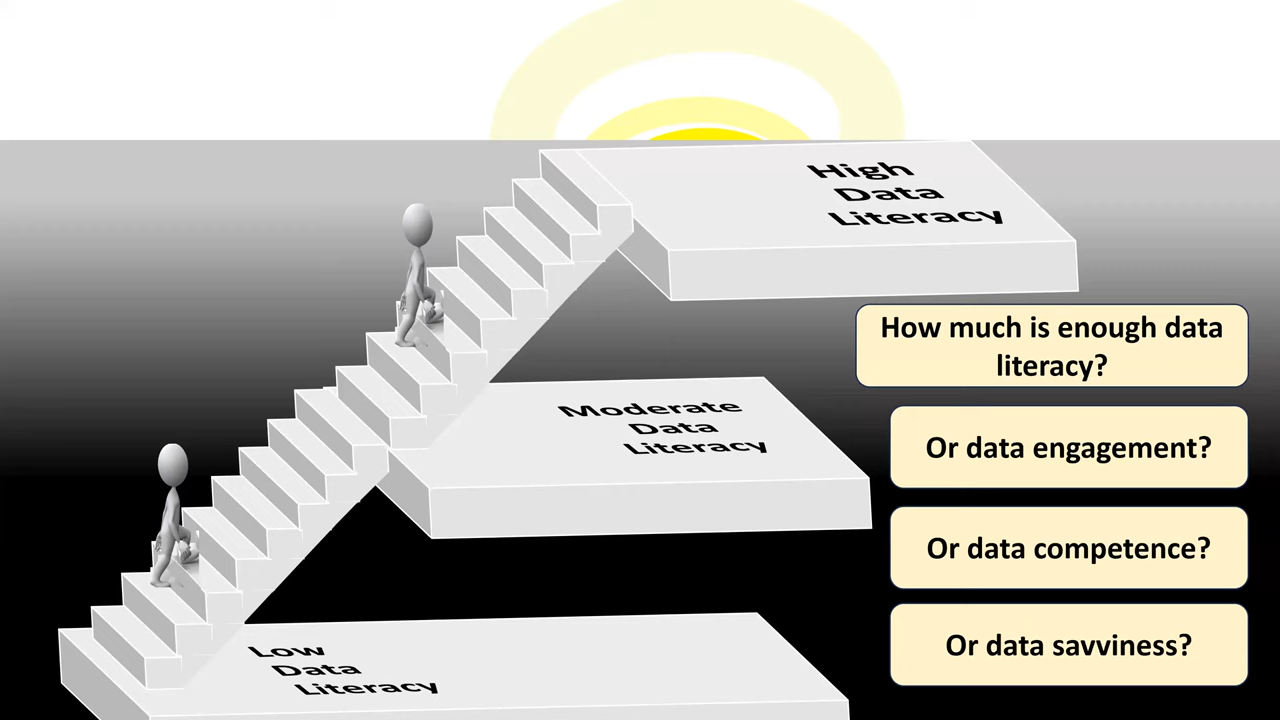 High
Data
Literacy
How much is enough data
literacy?
Moderate
Data
Literacy
Or data engagement?
Or data competence?
Or data savviness?
Low
Data
Literacy